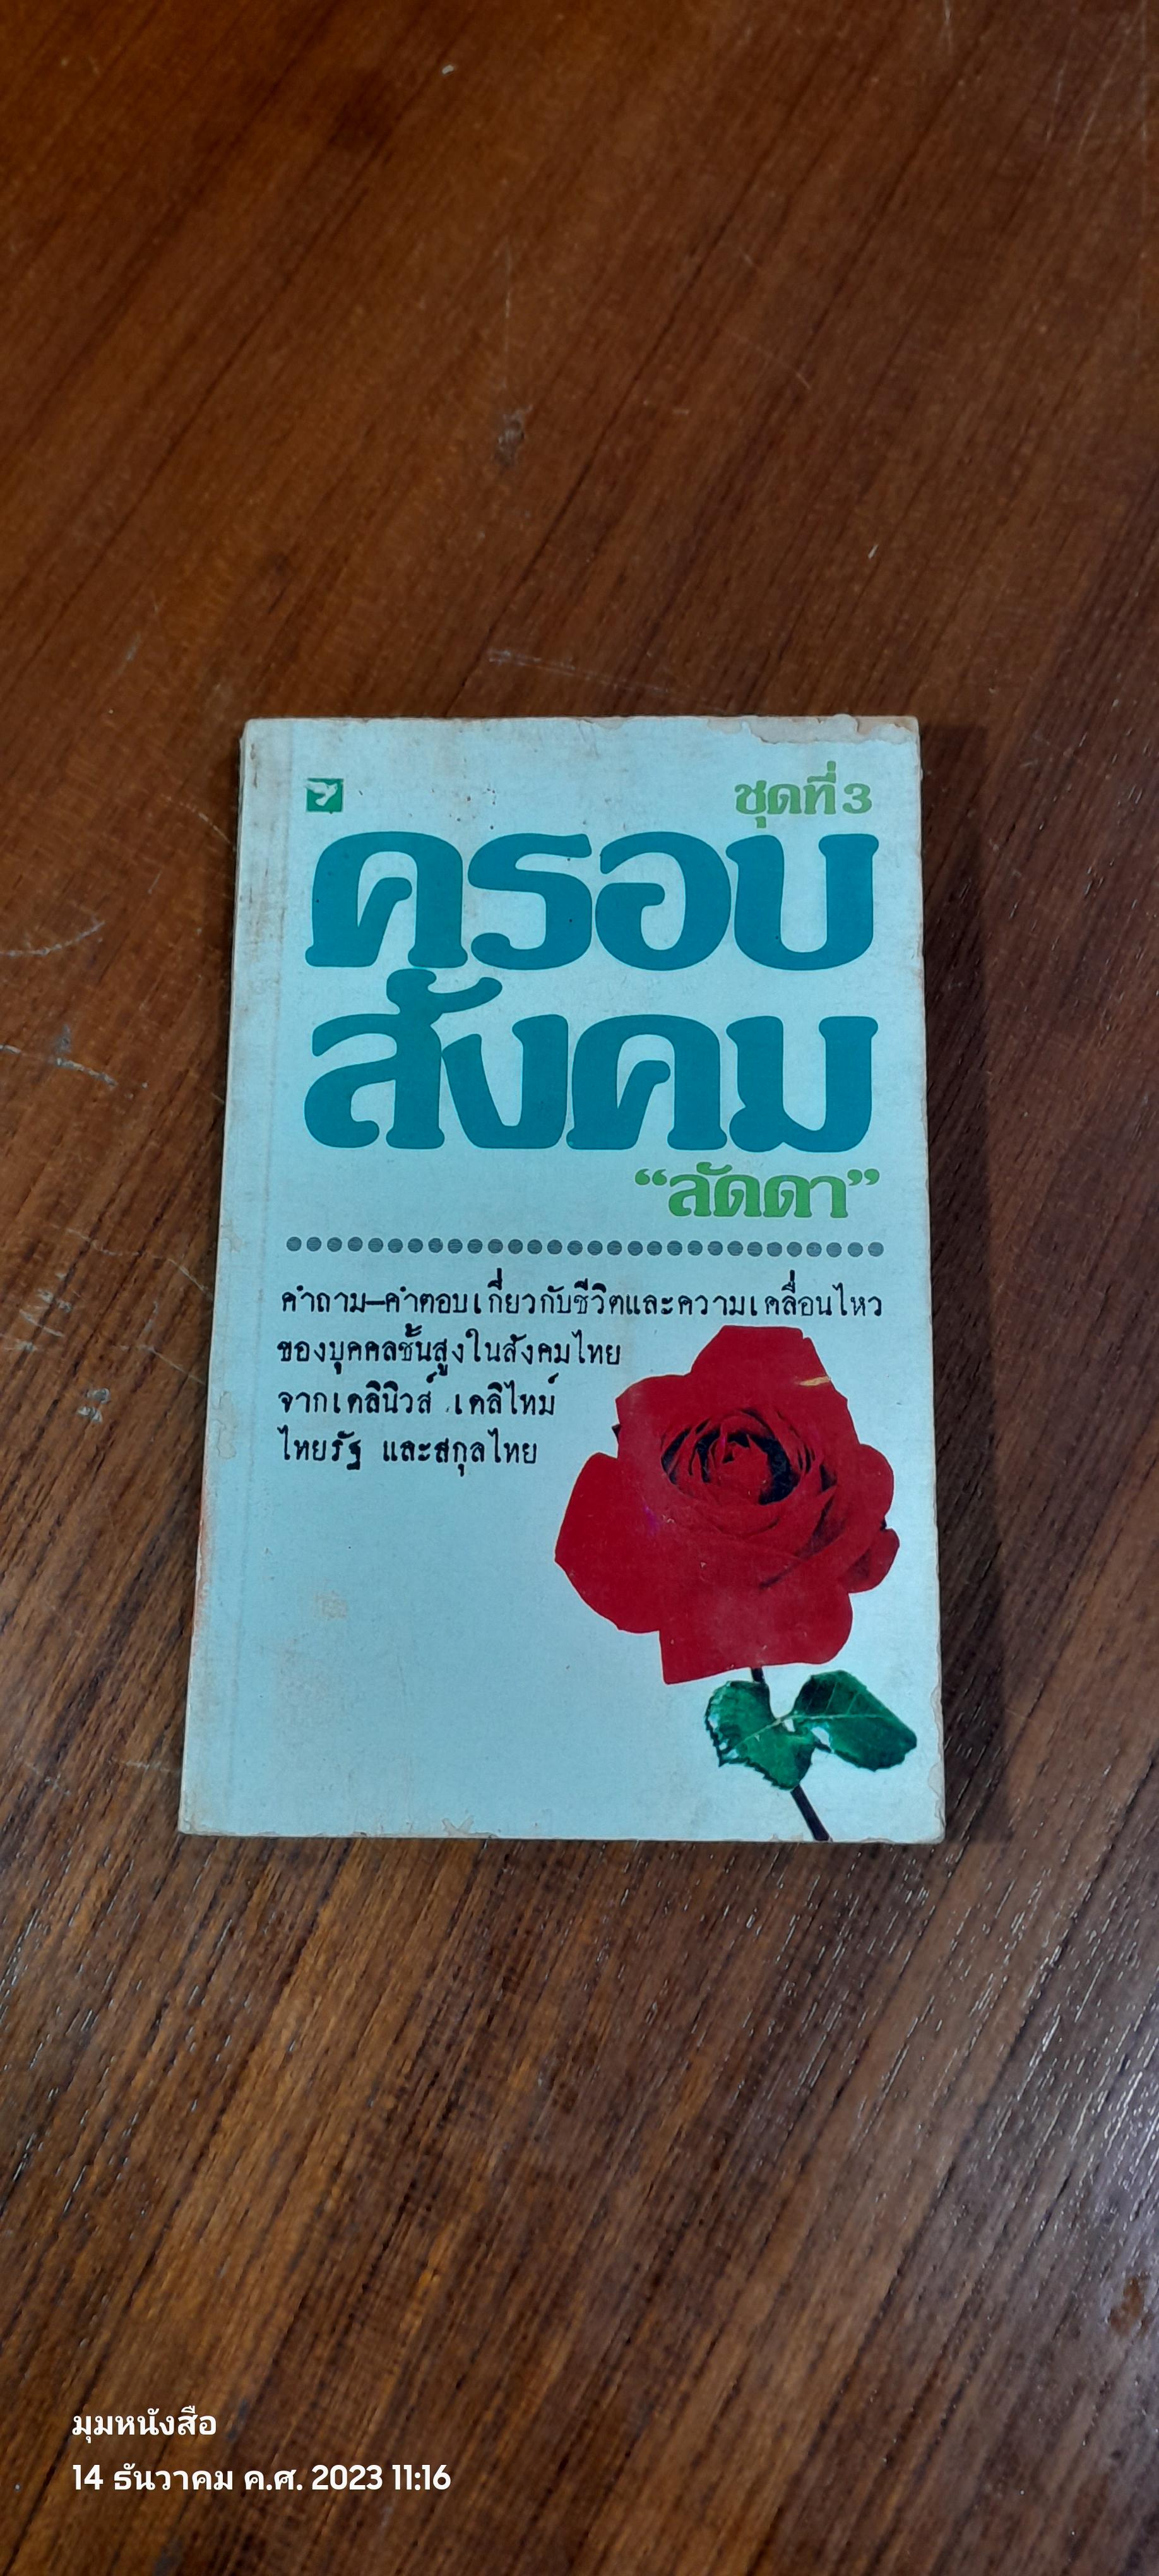 ชุดที่ 3
ครอบ
สังคม
“ลัดดา”
คำถาม–คำตอบเกี่ยวกับชีวิตและความเคลื่อนไหว
ของบุคคลชั้นสูงในสังคมไทย
จากเดลินิวส์ เดลิไทม์
ไทยรัฐ และสกุลไทย
มุมหนังสือ
14 ธันวาคม ค.ศ. 2023 11:16